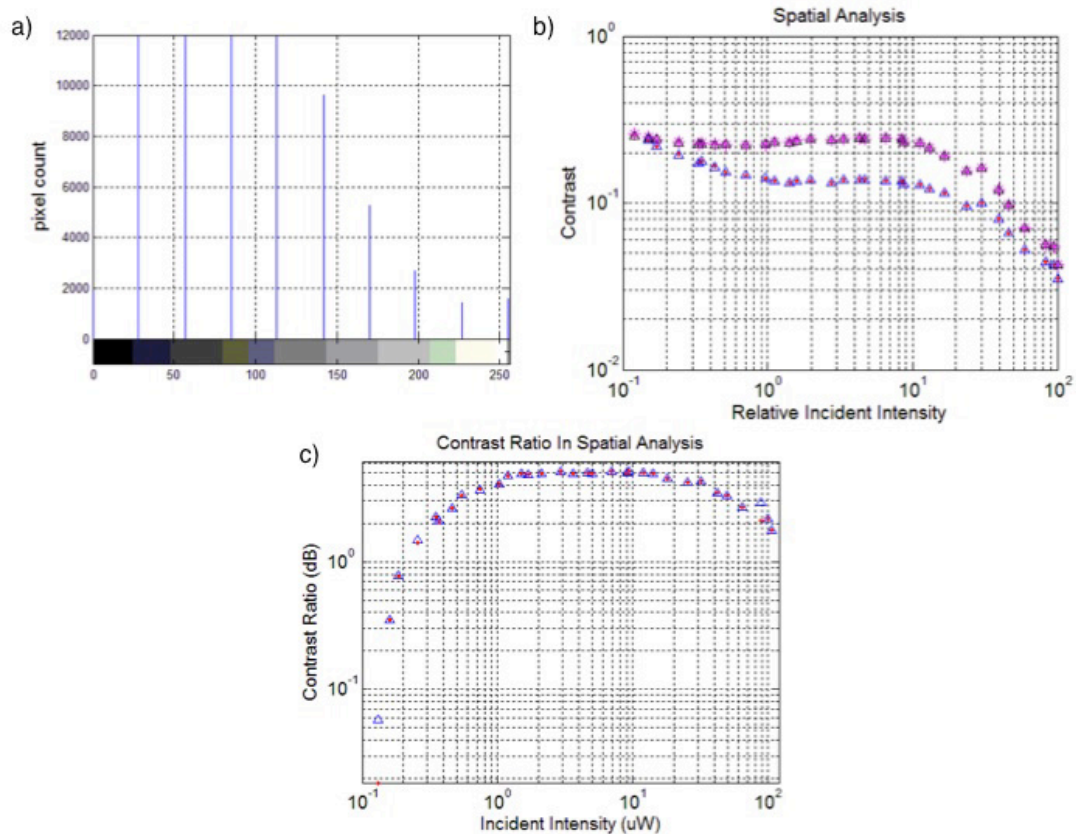 a)
12000
10000
8000
6000
4000
2000
0
pixel count
0 50 100 150 200 250
b)
Spatial Analysis
10^0
10^-1
10^-2
Contrast
10^-1 10^0 10^1 10^2
Relative Incident Intensity
c)
Contrast Ratio In Spatial Analysis
10^0
10^-1
Contrast Ratio (dB)
10^-1 10^0 10^1 10^2
Incident Intensity (uW)